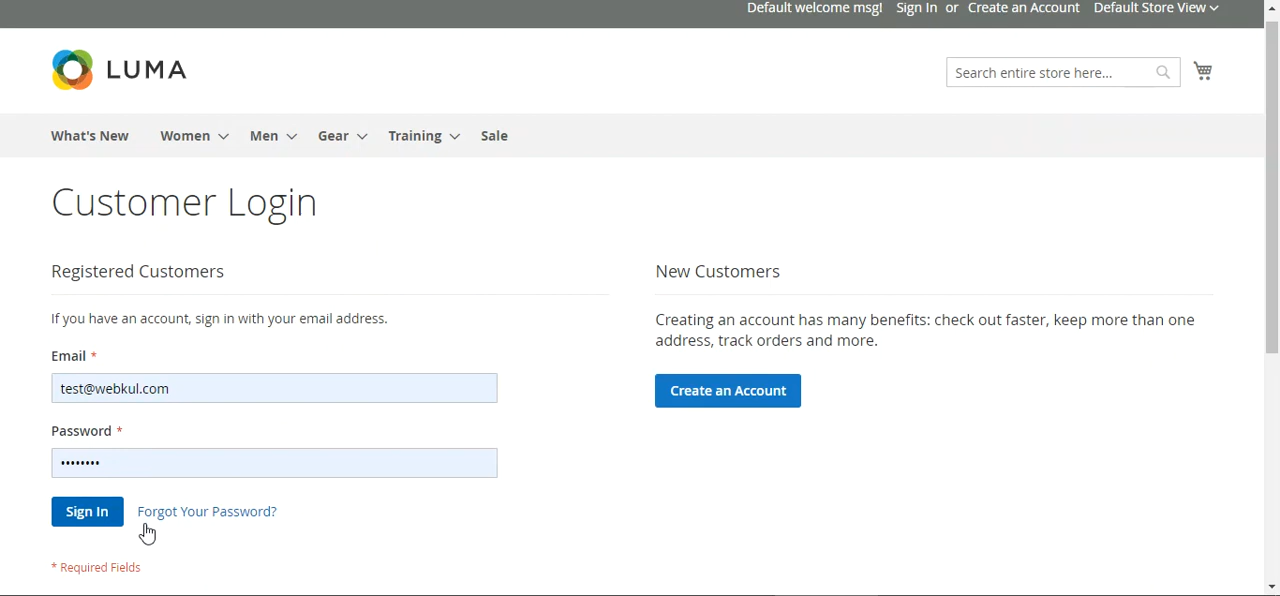 Default welcome msg! Sign In or Create an Account Default Store View
LUMA
Search entire store here...
What's New Women Men Gear Training Sale
Customer Login
Registered Customers
If you have an account, sign in with your email address.
Email *
test@webkul.com
Password *
••••••••
Sign In Forgot Your Password?
* Required Fields
New Customers
Creating an account has many benefits: check out faster, keep more than one
address, track orders and more.
Create an Account